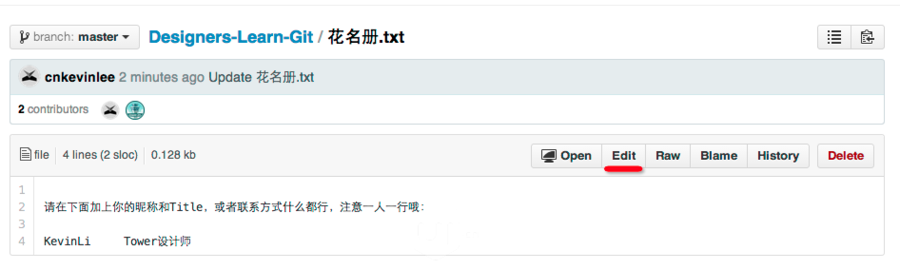 branch: master Designers-Learn-Git / 花名册.txt
cnkevinlee 2 minutes ago Update 花名册.txt
2 contributors
file 4 lines (2 sloc) 0.128 kb Open Edit Raw Blame History Delete
1
2 请在下面加上你的昵称和Title，或者联系方式什么都行，注意一人一行哦：
3
4 KevinLi Tower设计师